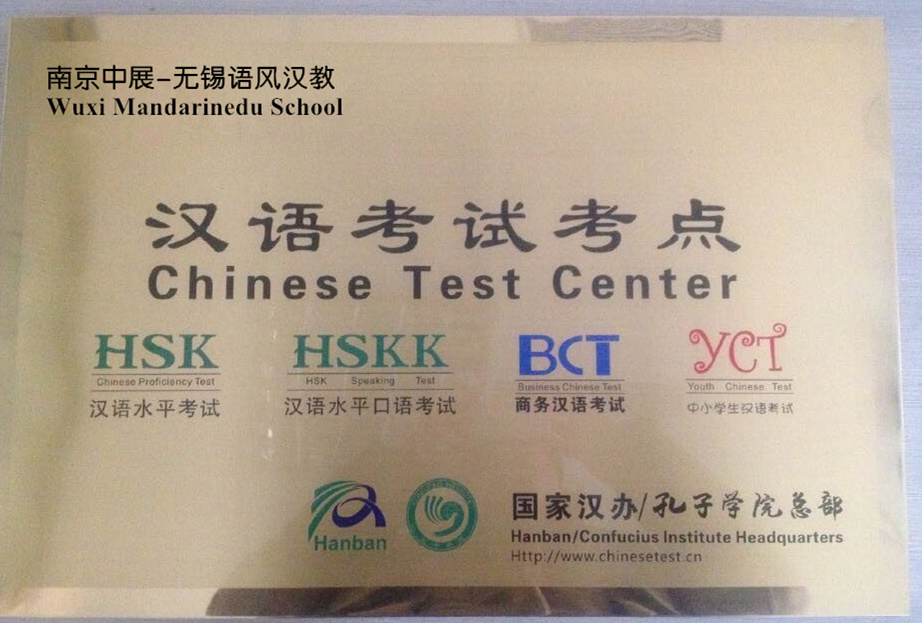 南京中展-无锡语风汉教
Wuxi Mandarinedu School
汉语考试考点
Chinese Test Center
HSK
Chinese Proficiency Test
汉语水平考试
HSKK
HSK Speaking Test
汉语水平口语考试
BCT
Business Chinese Test
商务汉语考试
YCT
Youth Chinese Test
中小学生汉语考试
Hanban
国家汉办/孔子学院总部
Hanban/Confucius Institute Headquarters
Http://www.chinesetest.cn